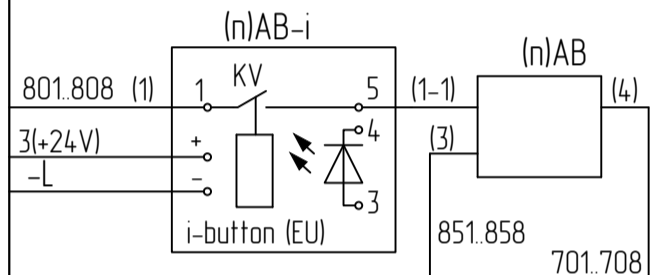 (n)AB-i
(n)AB
801..808 (1)
1
KV
5
(1-1)
(4)
3(+24V)
+
4
(3)
-L
-
3
i-button (EU)
851..858
701..708